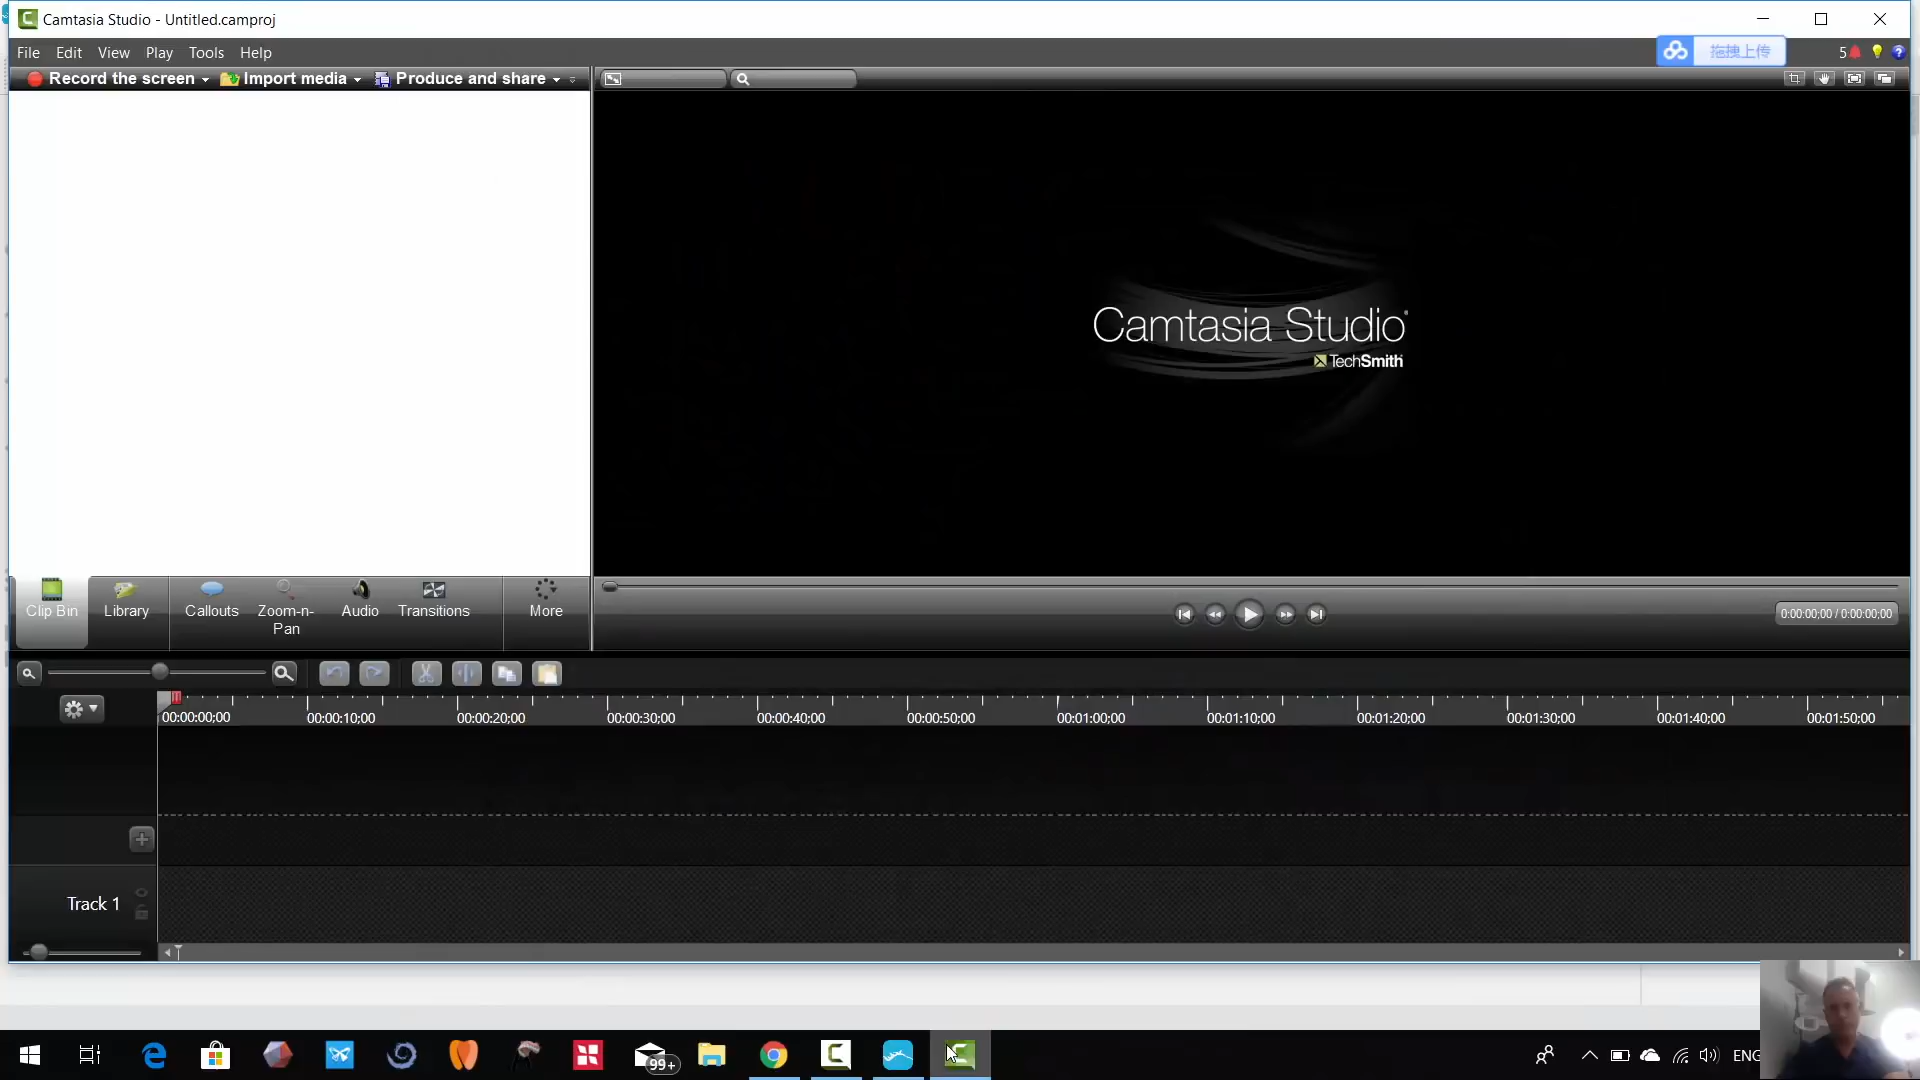 Camtasia Studio - Untitled.camproj
File Edit View Play Tools Help
拖拽上传
5
Record the screen Import media Produce and share
Camtasia Studio
TechSmith
Clip Bin Library Callouts Zoom-n-Pan Audio Transitions More
0:00:00;00 / 0:00:00;00
00:00:00;00 00:00:10;00 00:00:20;00 00:00:30;00 00:00:40;00 00:00:50;00 00:01:00;00 00:01:10;00 00:01:20;00 00:01:30;00 00:01:40;00 00:01:50;00
Track 1
99+
ENG